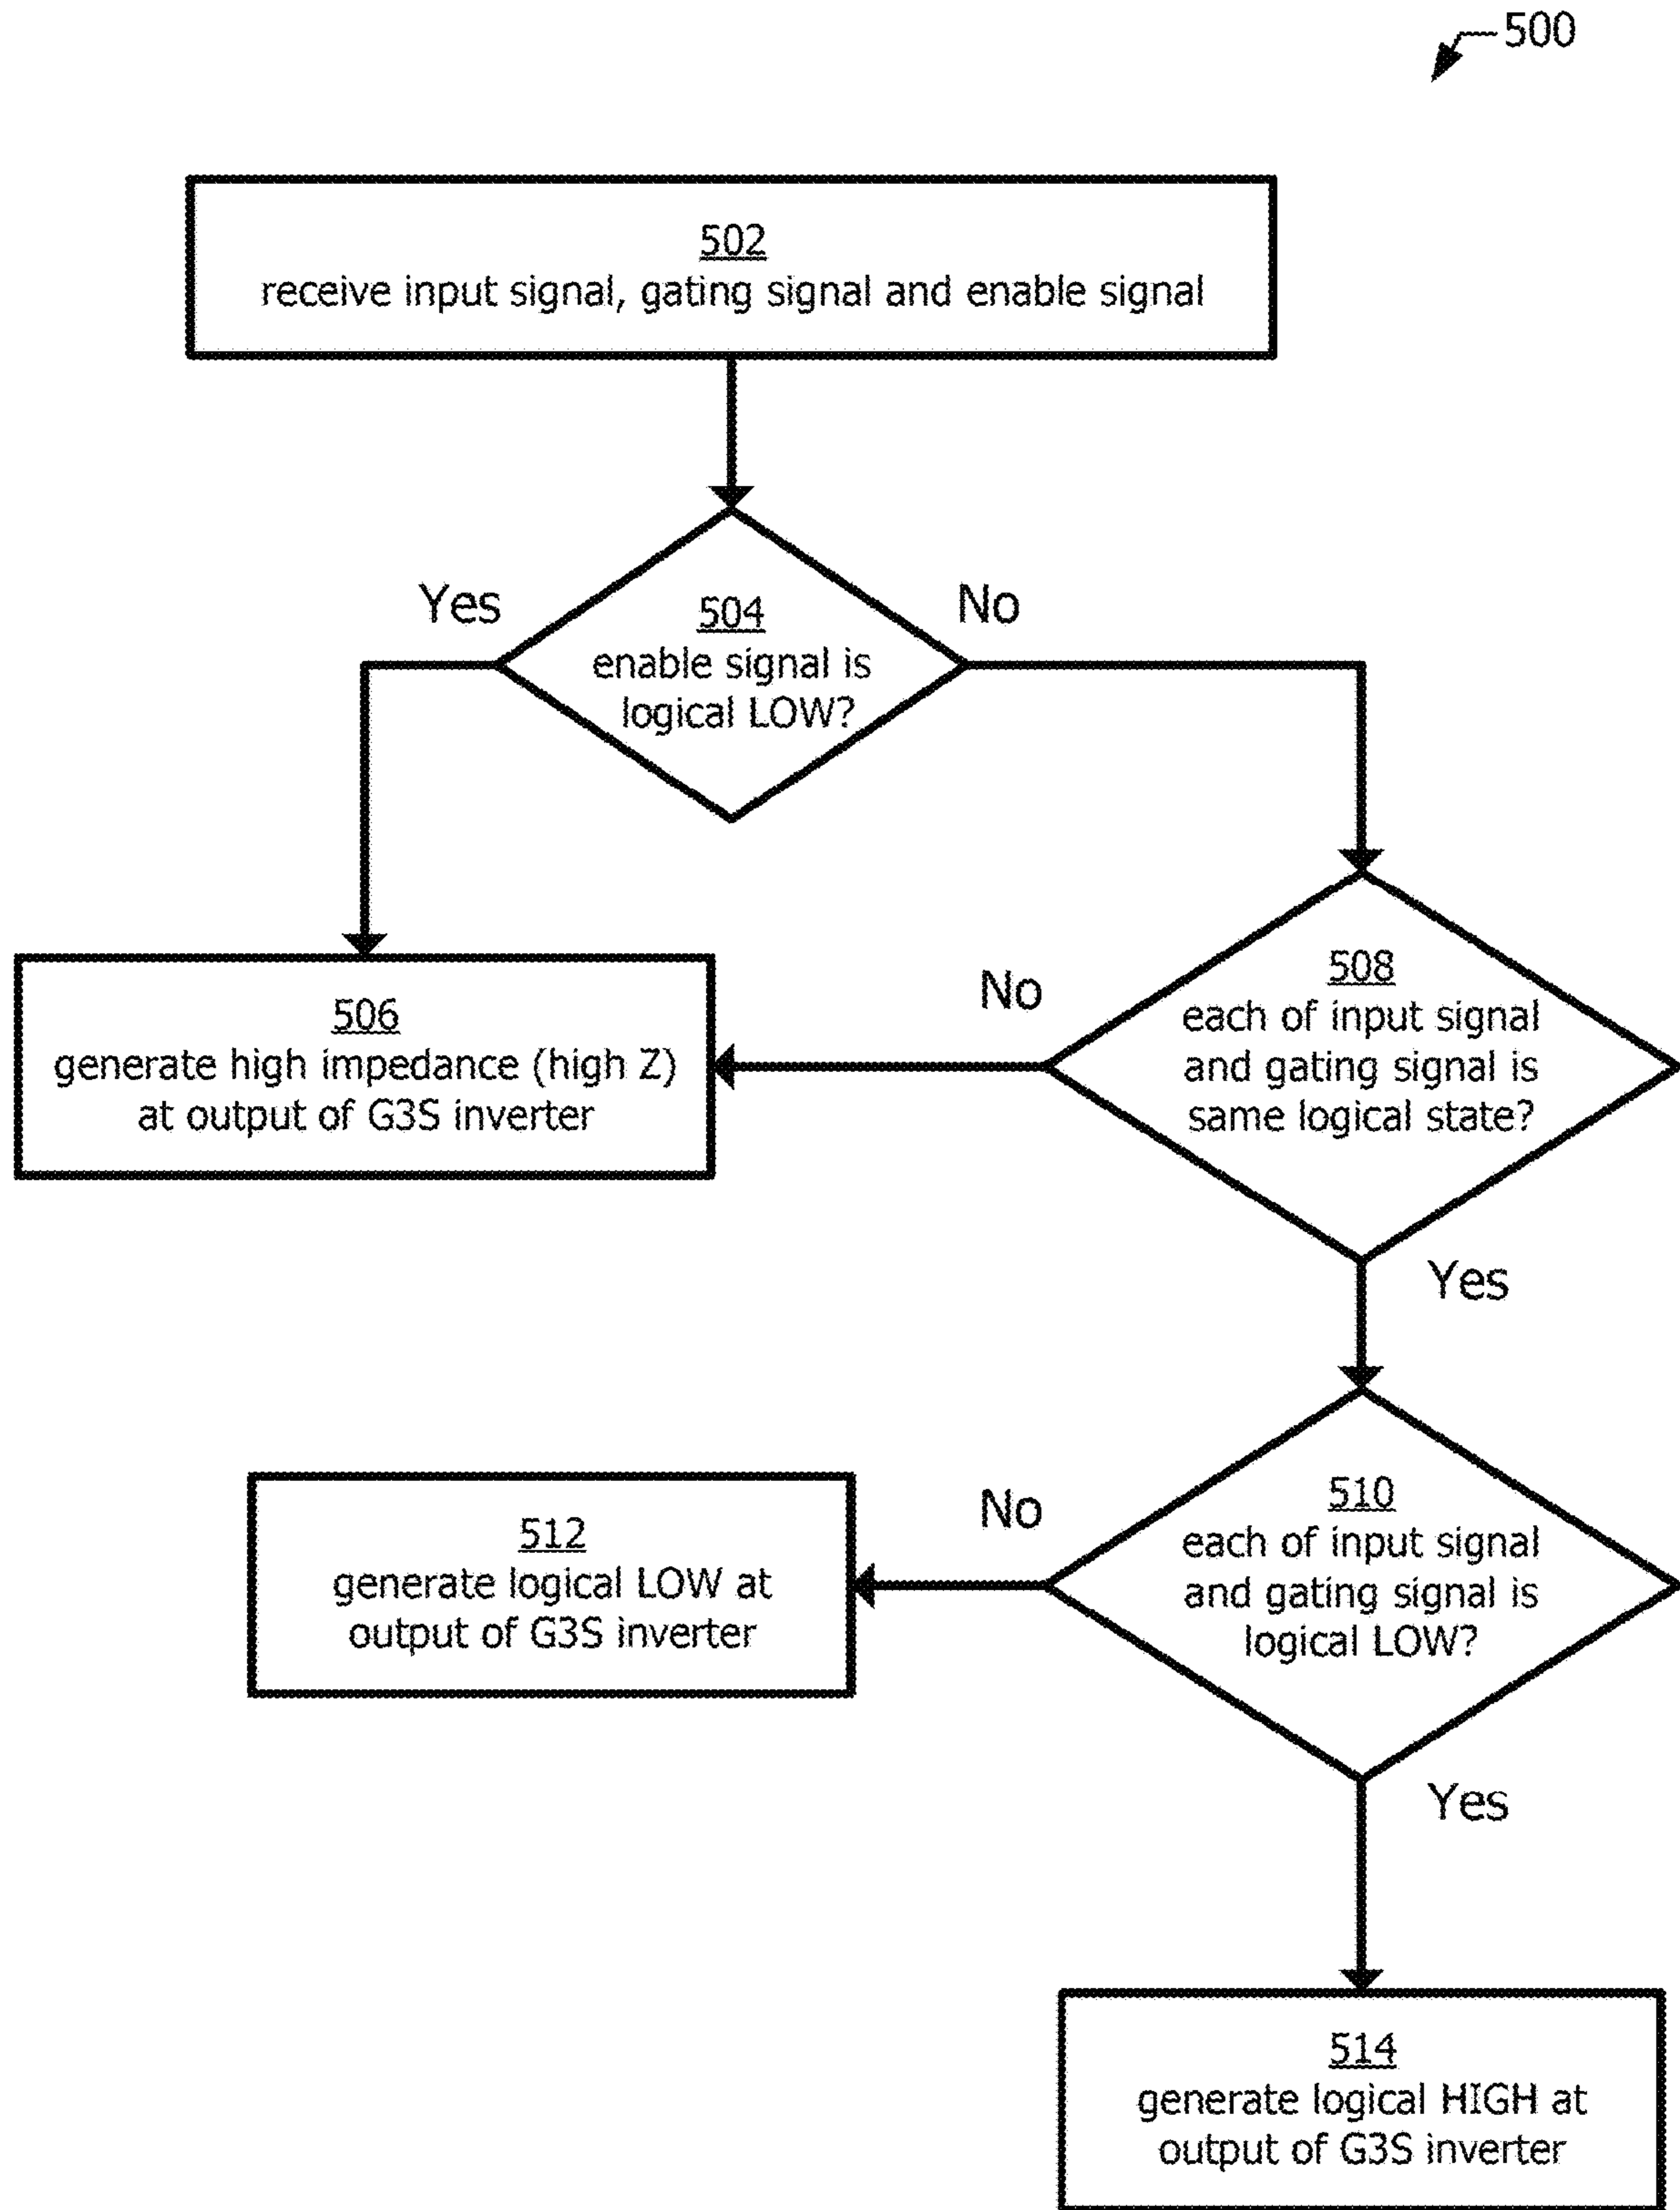 500
502
receive input signal, gating signal and enable signal
Yes
No
504
enable signal is
logical LOW?
506
generate high impedance (high Z)
at output of G3S inverter
No
508
each of input signal
and gating signal is
same logical state?
Yes
512
generate logical LOW at
output of G3S inverter
No
510
each of input signal
and gating signal is
logical LOW?
Yes
514
generate logical HIGH at
output of G3S inverter